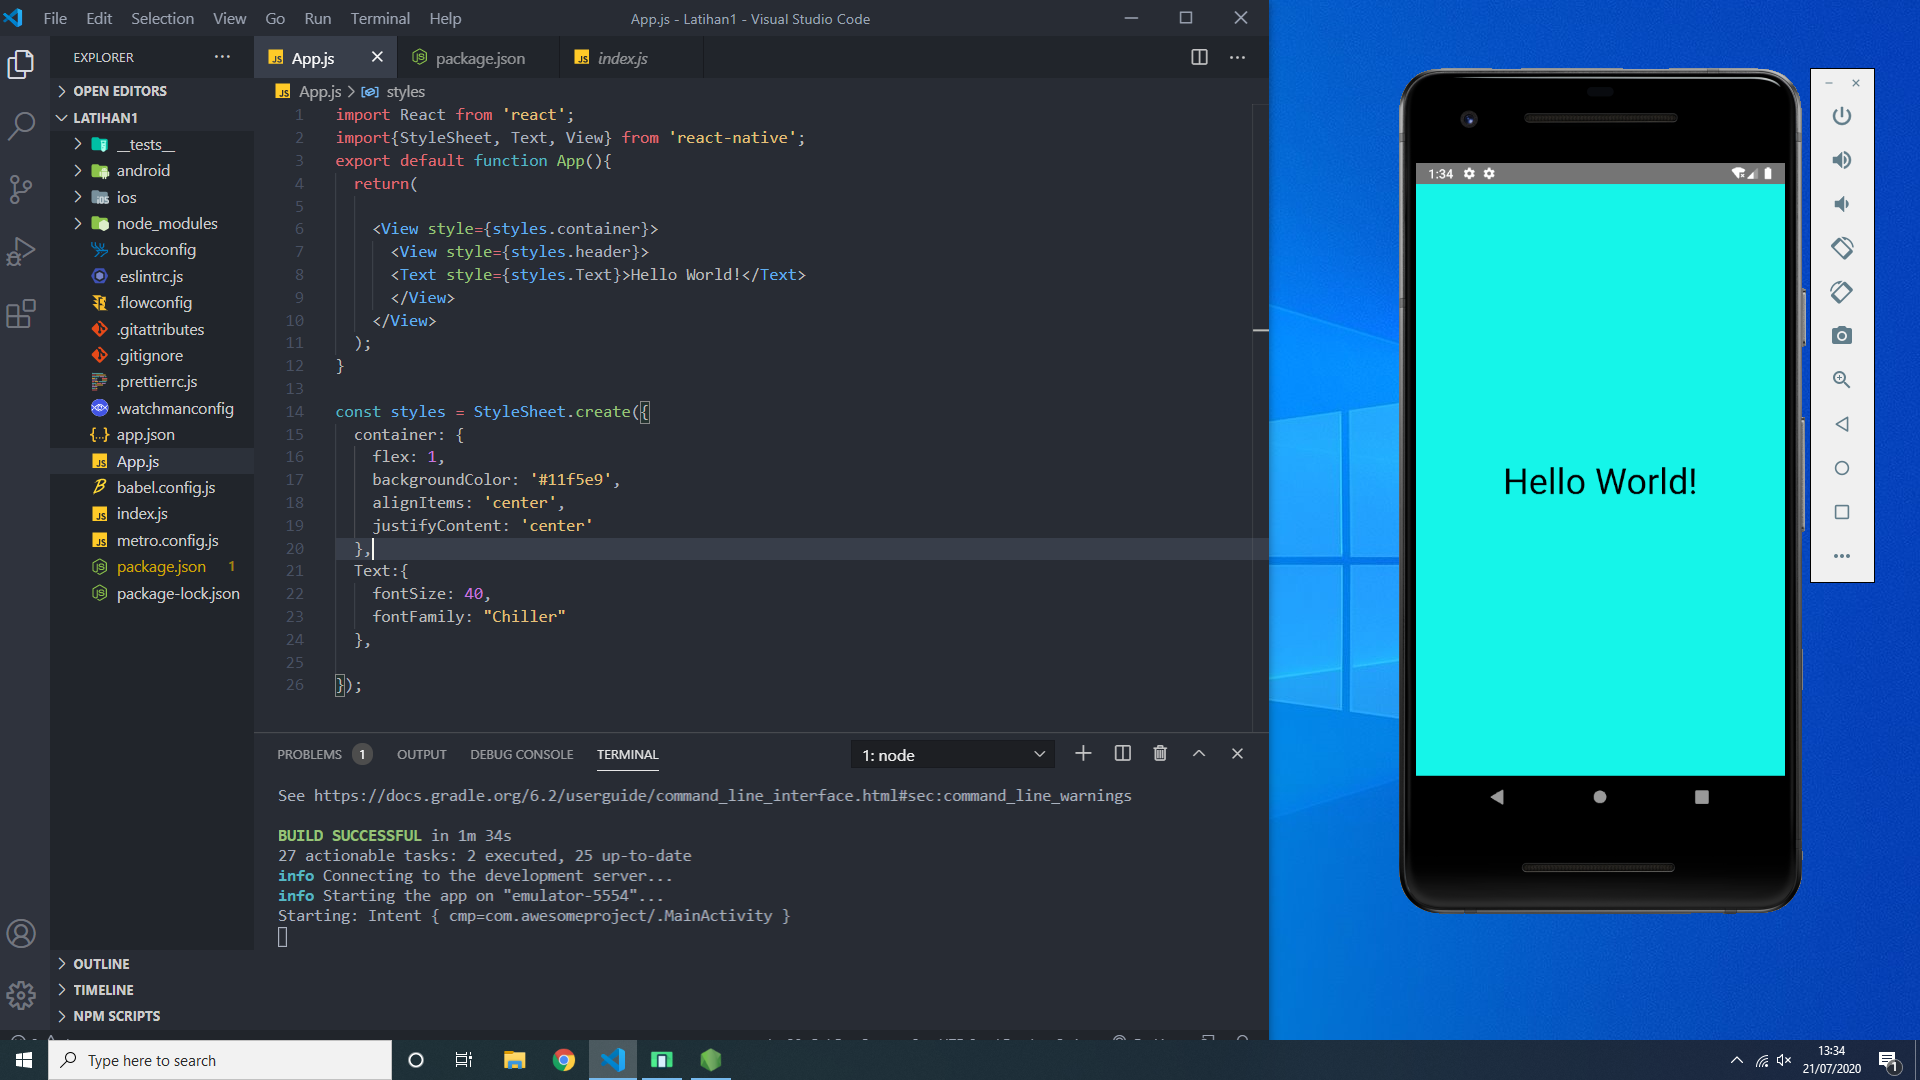 File Edit Selection View Go Run Terminal Help
App.js - Latihan1 - Visual Studio Code
EXPLORER
OPEN EDITORS
LATIHAN1
__tests__
android
ios
node_modules
.buckconfig
.eslintrc.js
.flowconfig
.gitattributes
.gitignore
.prettierrc.js
.watchmanconfig
app.json
App.js
babel.config.js
index.js
metro.config.js
package.json 1
package-lock.json
OUTLINE
TIMELINE
NPM SCRIPTS
App.js package.json index.js
App.js > styles
1 import React from 'react';
2 import{StyleSheet, Text, View} from 'react-native';
3 export default function App(){
4 return(
5
6 <View style={styles.container}>
7 <View style={styles.header}>
8 <Text style={styles.Text}>Hello World!</Text>
9 </View>
10 </View>
11 );
12 }
13
14 const styles = StyleSheet.create({
15 container: {
16 flex: 1,
17 backgroundColor: '#11f5e9',
18 alignItems: 'center',
19 justifyContent: 'center'
20 },
21 Text:{
22 fontSize: 40,
23 fontFamily: "Chiller"
24 },
25
26 });
PROBLEMS 1 OUTPUT DEBUG CONSOLE TERMINAL
1: node
See https://docs.gradle.org/6.2/userguide/command_line_interface.html#sec:command_line_warnings
BUILD SUCCESSFUL in 1m 34s
27 actionable tasks: 2 executed, 25 up-to-date
info Connecting to the development server...
info Starting the app on "emulator-5554"...
Starting: Intent { cmp=com.awesomeproject/.MainActivity }
1:34
Hello World!
Type here to search
13:34
21/07/2020
1